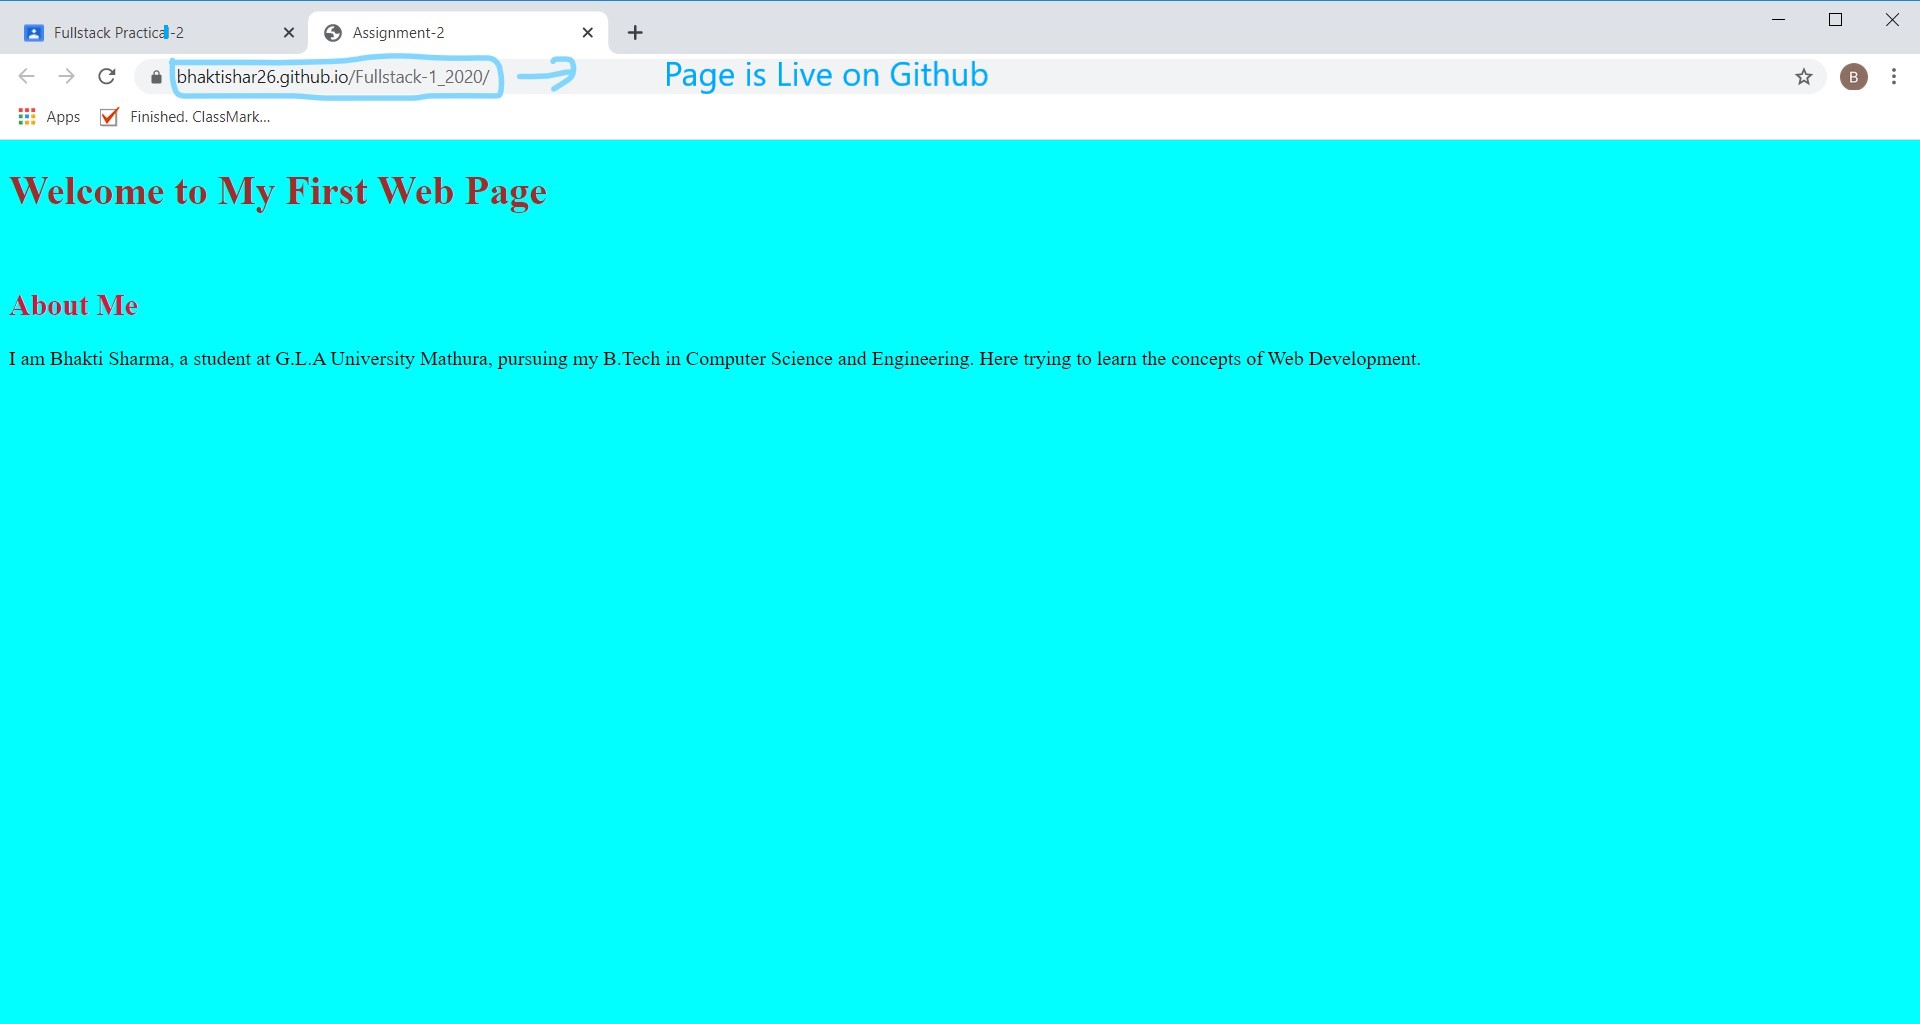 Fullstack Practical-2
Assignment-2
bhaktishar26.github.io/Fullstack-1_2020/
Page is Live on Github
B
Apps
Finished. ClassMark...
Welcome to My First Web Page
About Me
I am Bhakti Sharma, a student at G.L.A University Mathura, pursuing my B.Tech in Computer Science and Engineering. Here trying to learn the concepts of Web Development.